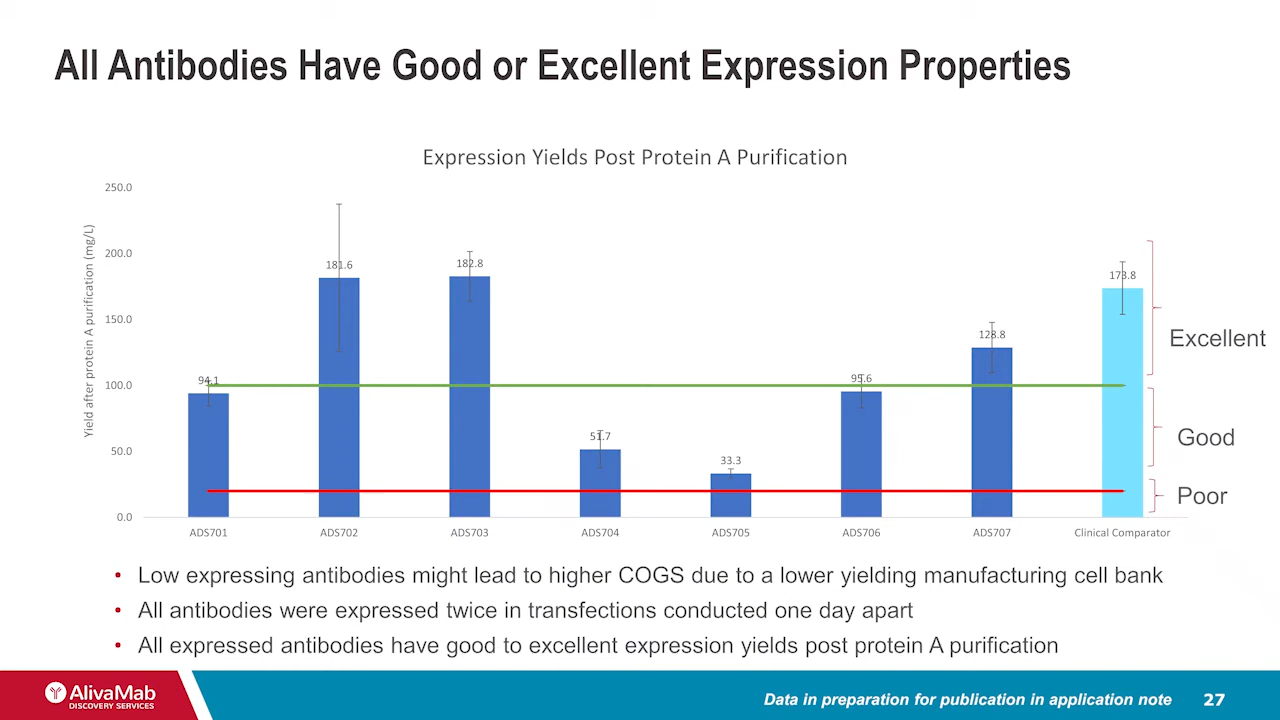 All Antibodies Have Good or Excellent Expression Properties
Expression Yields Post Protein A Purification
Yield after protein A purification (mg/L)
250.0
200.0
150.0
100.0
50.0
0.0
94.1
181.6
182.8
51.7
33.3
95.6
128.8
173.8
Excellent
Good
Poor
ADS701
ADS702
ADS703
ADS704
ADS705
ADS706
ADS707
Clinical Comparator
• Low expressing antibodies might lead to higher COGS due to a lower yielding manufacturing cell bank
• All antibodies were expressed twice in transfections conducted one day apart
• All expressed antibodies have good to excellent expression yields post protein A purification
AlivaMab
DISCOVERY SERVICES
Data in preparation for publication in application note
27